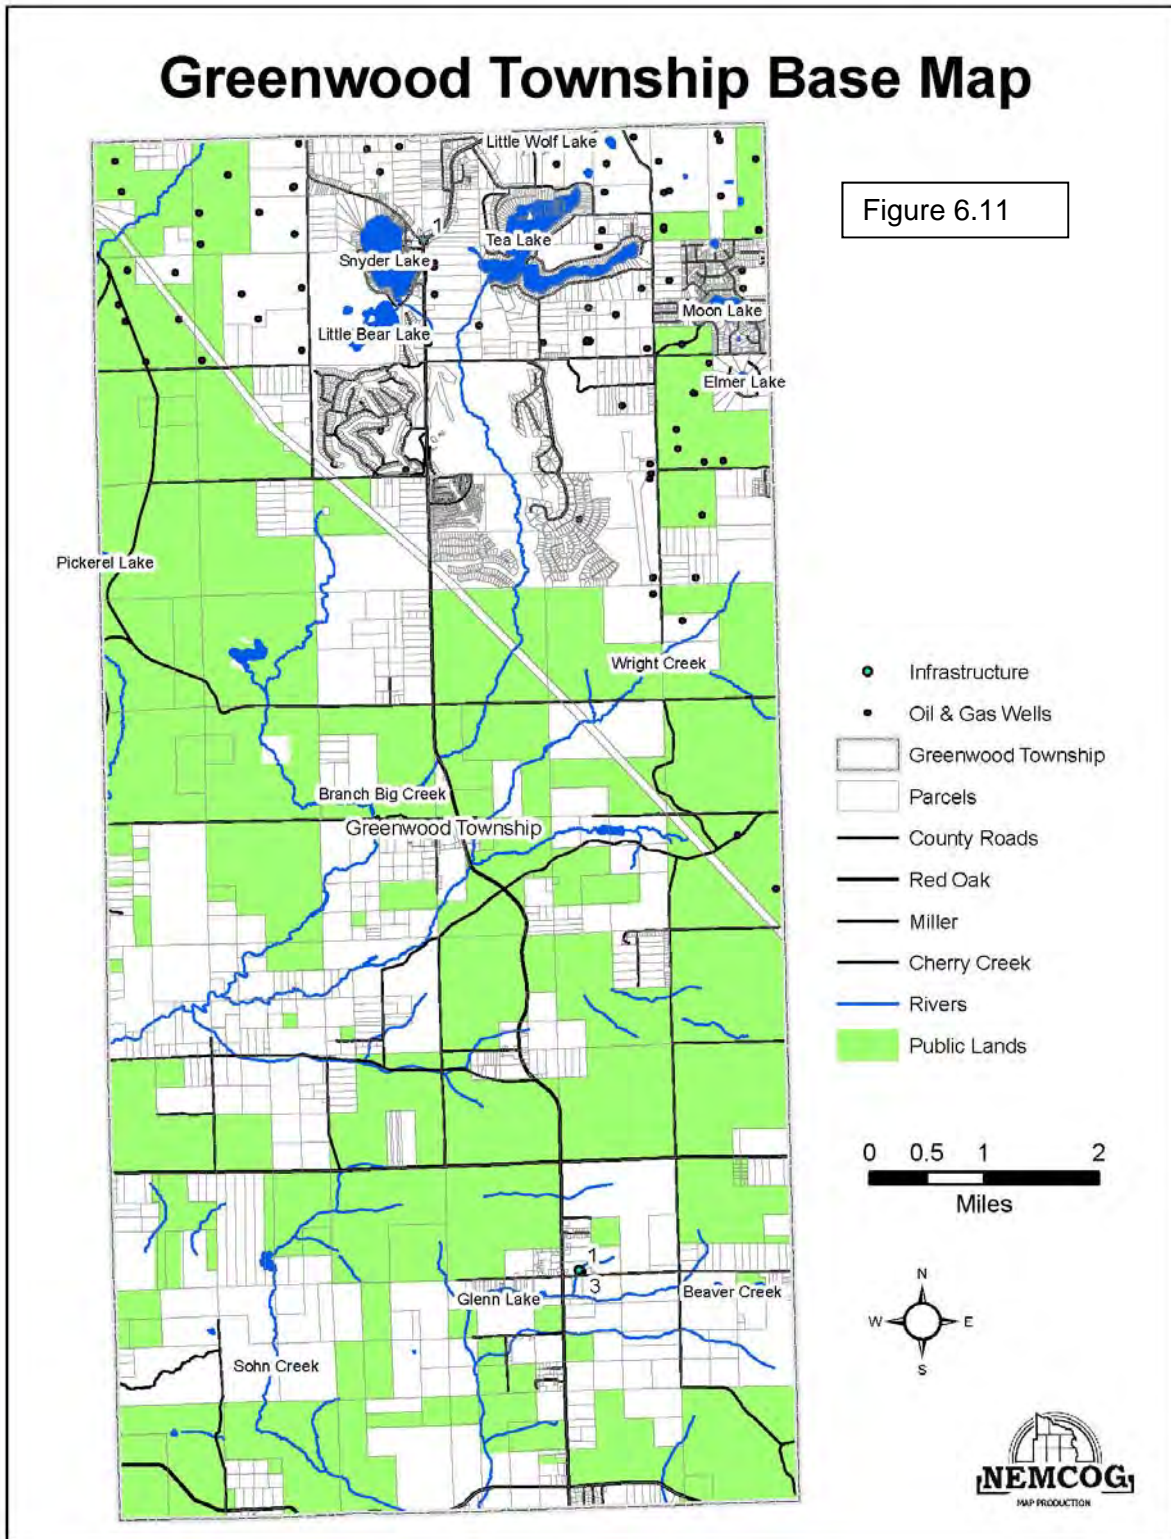 Greenwood Township Base Map
Figure 6.11
Little Wolf Lake
1
Tea Lake
Snyder Lake
Moon Lake
Little Bear Lake
Elmer Lake
Pickerel Lake
Wright Creek
Branch Big Creek
Greenwood Township
1
3
Glenn Lake
Beaver Creek
Sohn Creek
Infrastructure
Oil & Gas Wells
Greenwood Township
Parcels
County Roads
Red Oak
Miller
Cherry Creek
Rivers
Public Lands
0 0.5 1 2
Miles
N
W E
S
NEMCOG
MAP PRODUCTION